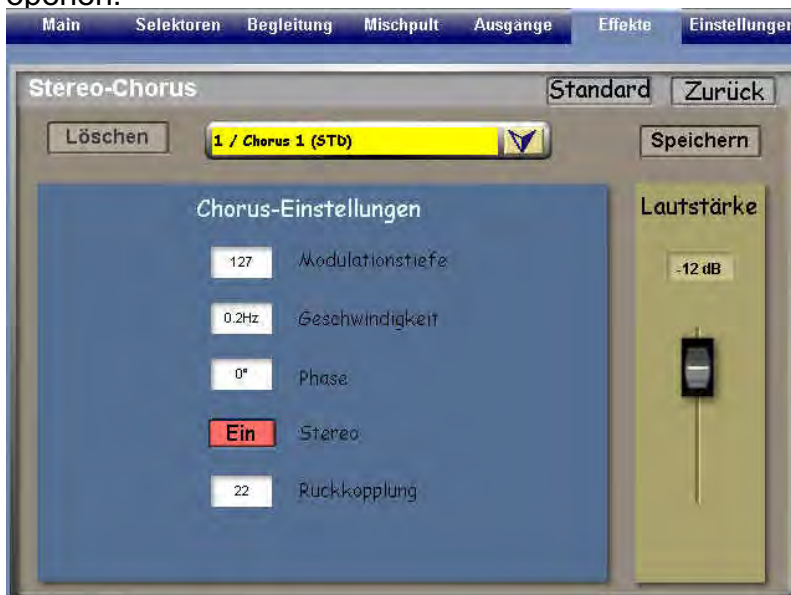 Main Selektoren Begleitung Mischpult Ausgänge Effekte Einstellungen
Stereo-Chorus Standard Zurück
Löschen 1 / Chorus 1 (STD) Speichern
Chorus-Einstellungen Lautstärke
127 Modulationstiefe -12 dB
0.2Hz Geschwindigkeit
0° Phase
Ein Stereo
22 Rückkopplung